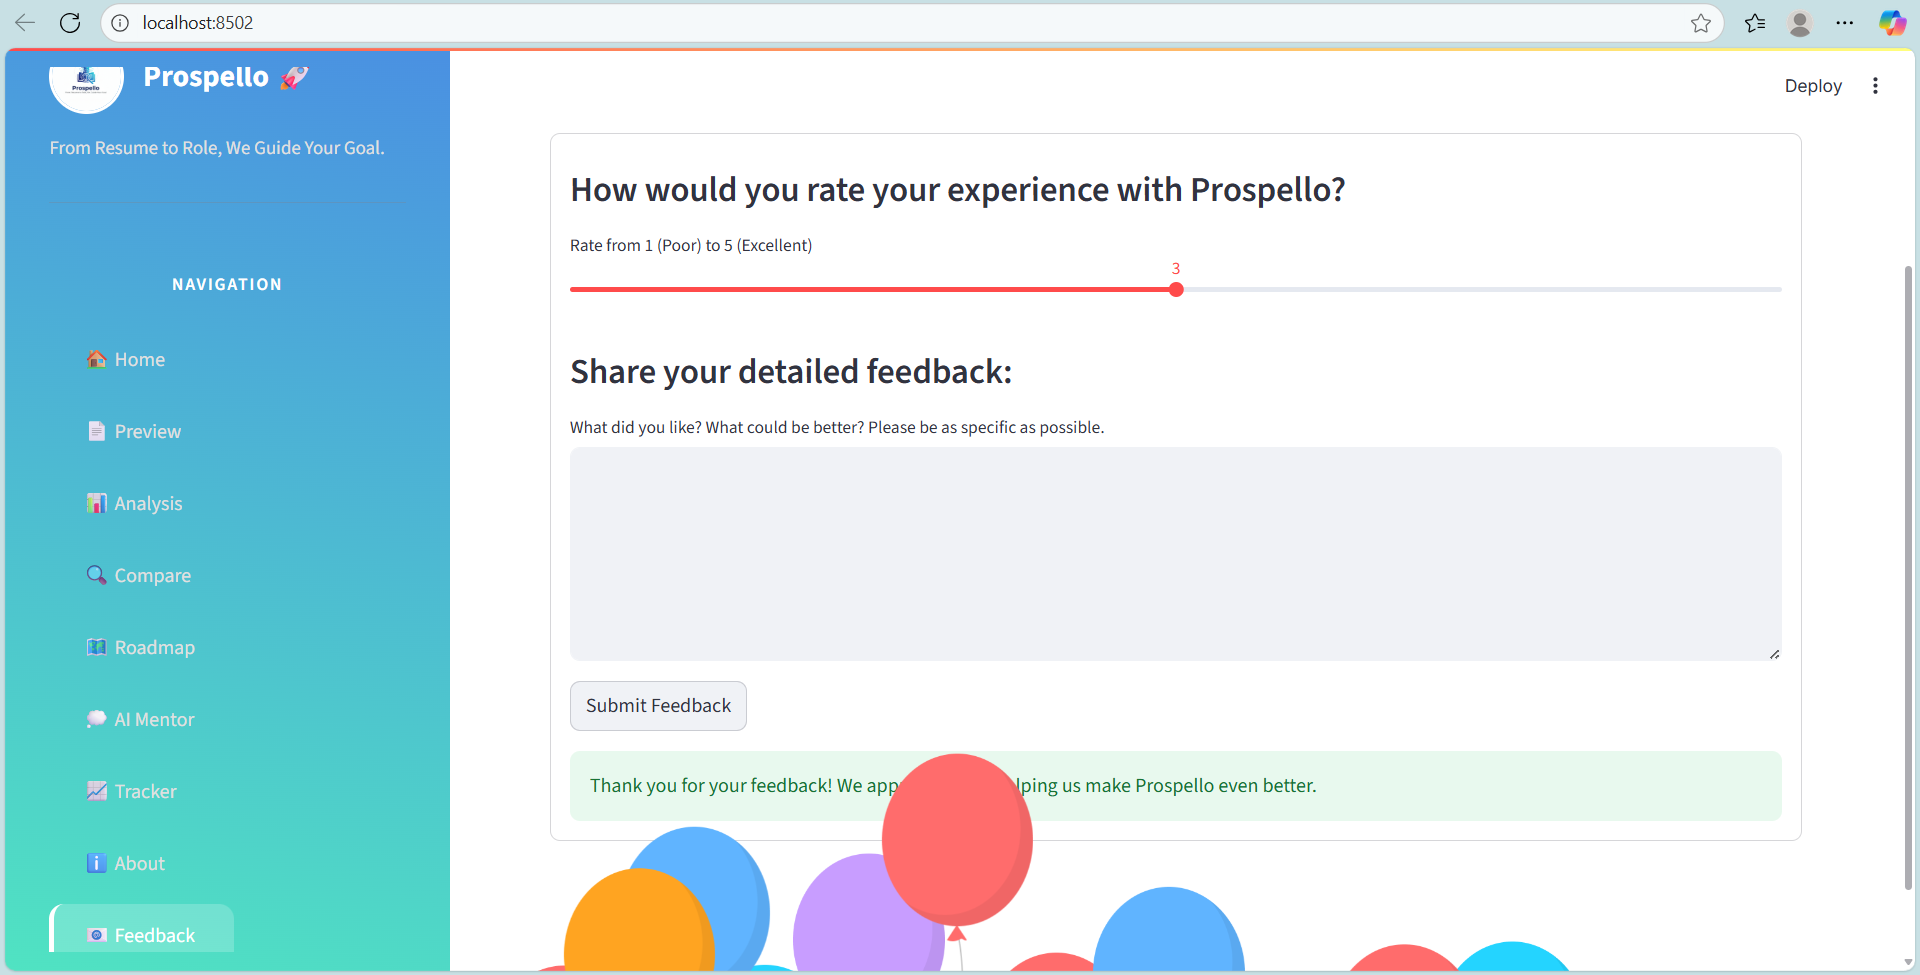 localhost:8502
Prospello
Prospello 🚀
From Resume to Role, We Guide Your Goal.
NAVIGATION
🏠 Home
📄 Preview
📊 Analysis
🔍 Compare
🗺️ Roadmap
💭 AI Mentor
📈 Tracker
ℹ️ About
📧 Feedback
Deploy
How would you rate your experience with Prospello?
Rate from 1 (Poor) to 5 (Excellent)
3
Share your detailed feedback:
What did you like? What could be better? Please be as specific as possible.
Submit Feedback
Thank you for your feedback! We app lping us make Prospello even better.